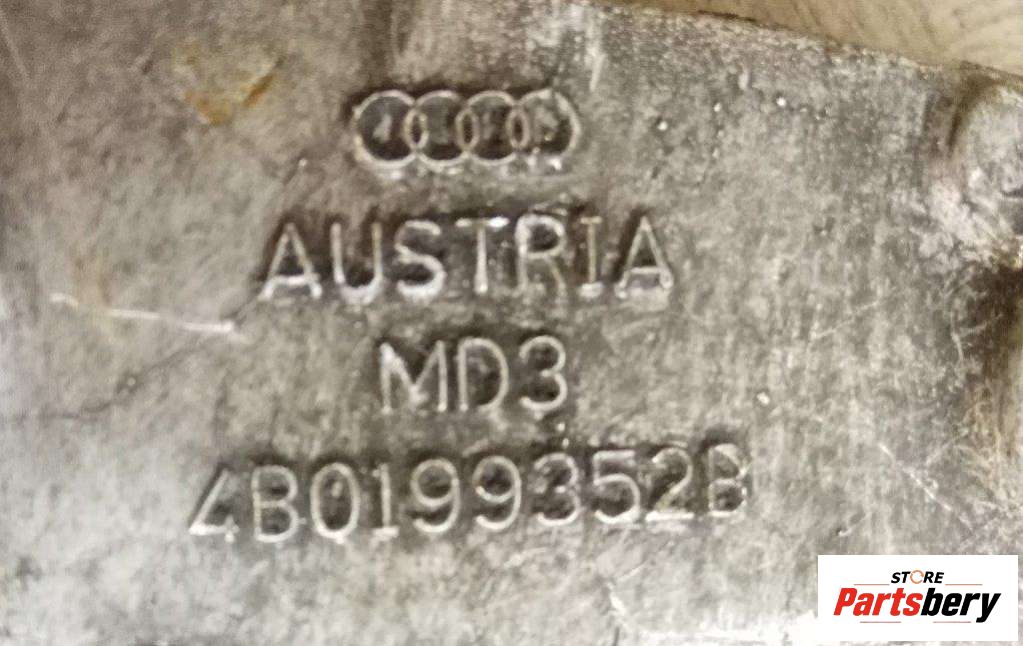 AUSTRIA
MD3
4B0199352B
STORE
Partsbery